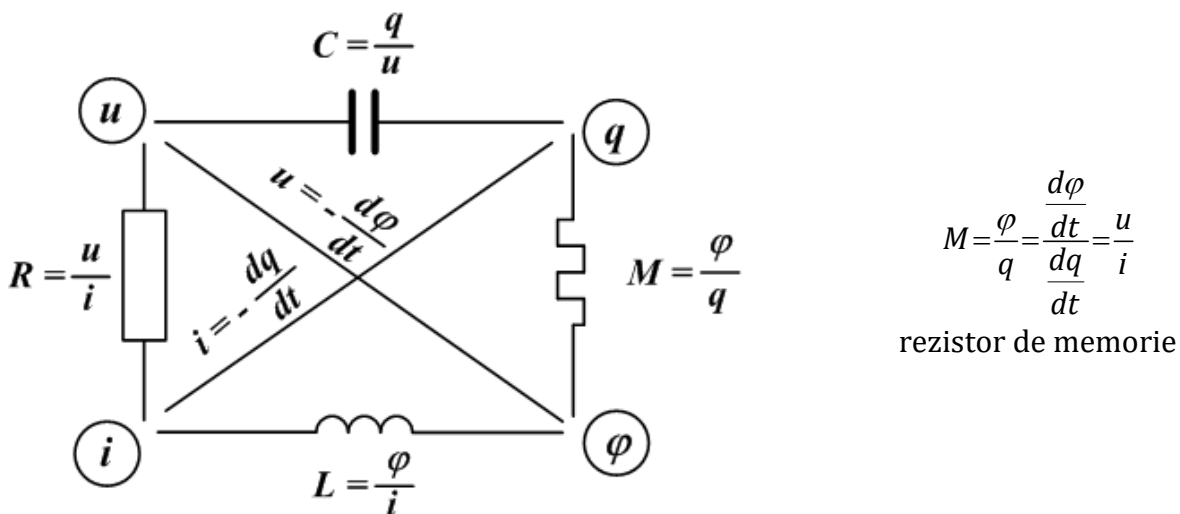 C = q/u
u
q
u = - dφ/dt
R = u/i
i = - dq/dt
M = φ/q
M = φ/q = (dφ/dt)/(dq/dt) = u/i
rezistor de memorie
i
φ
L = φ/i